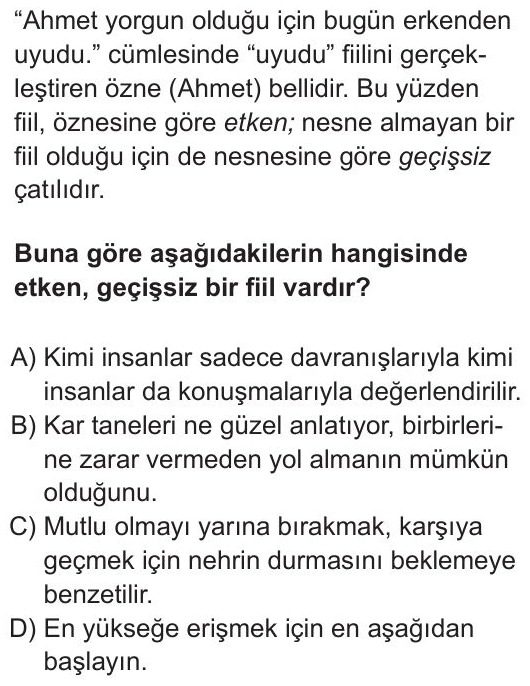 “Ahmet yorgun olduğu için bugün erkenden
uyudu.” cümlesinde “uyudu” fiilini gerçek-
leştiren özne (Ahmet) bellidir. Bu yüzden
fiil, öznesine göre etken; nesne almayan bir
fiil olduğu için de nesnesine göre geçişsiz
çatılıdır.
Buna göre aşağıdakilerin hangisinde
etken, geçişsiz bir fiil vardır?
A) Kimi insanlar sadece davranışlarıyla kimi
insanlar da konuşmalarıyla değerlendirilir.
B) Kar taneleri ne güzel anlatıyor, birbirleri-
ne zarar vermeden yol almanın mümkün
olduğunu.
C) Mutlu olmayı yarına bırakmak, karşıya
geçmek için nehrin durmasını beklemeye
benzetilir.
D) En yükseğe erişmek için en aşağıdan
başlayın.